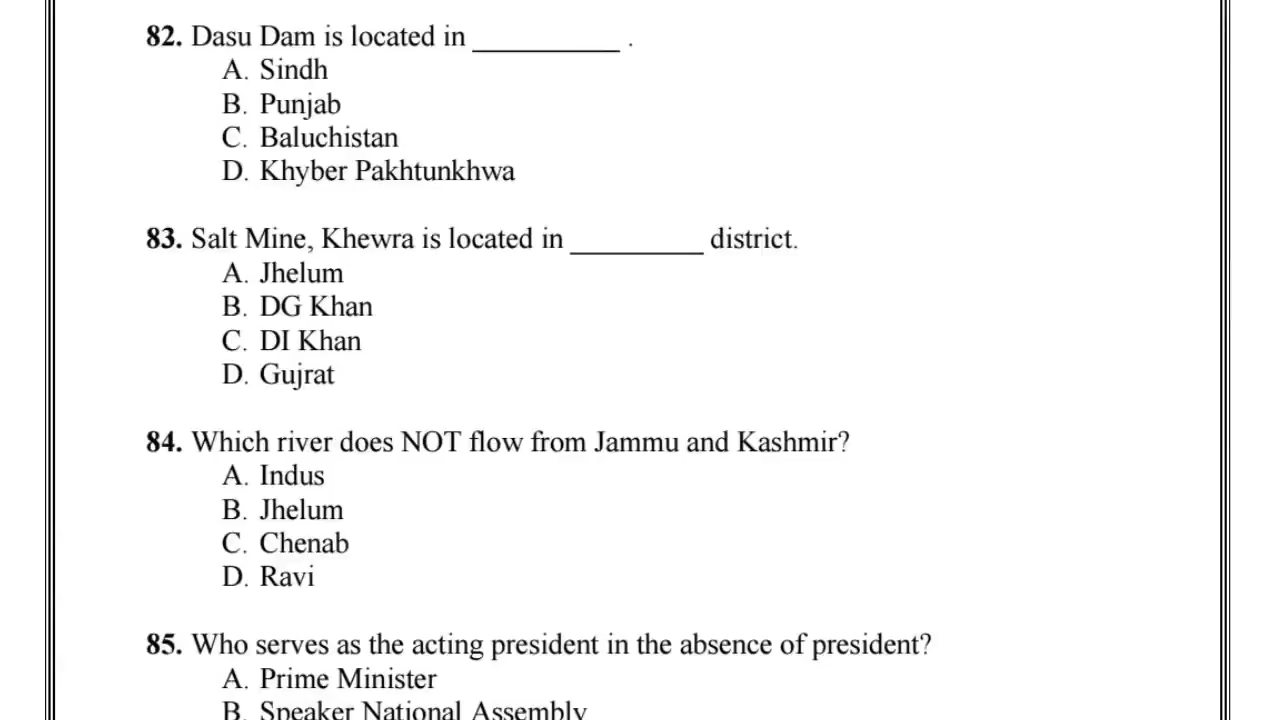 82. Dasu Dam is located in __________ .
A. Sindh
B. Punjab
C. Baluchistan
D. Khyber Pakhtunkhwa
83. Salt Mine, Khewra is located in _________ district.
A. Jhelum
B. DG Khan
C. DI Khan
D. Gujrat
84. Which river does NOT flow from Jammu and Kashmir?
A. Indus
B. Jhelum
C. Chenab
D. Ravi
85. Who serves as the acting president in the absence of president?
A. Prime Minister
B. Speaker National Assembly